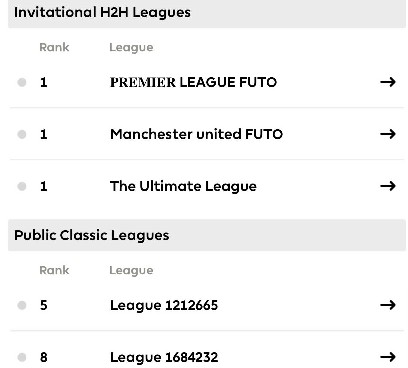 Invitational H2H Leagues
Rank League
1 PREMIER LEAGUE FUTO
1 Manchester united FUTO
1 The Ultimate League
Public Classic Leagues
Rank League
5 League 1212665
8 League 1684232